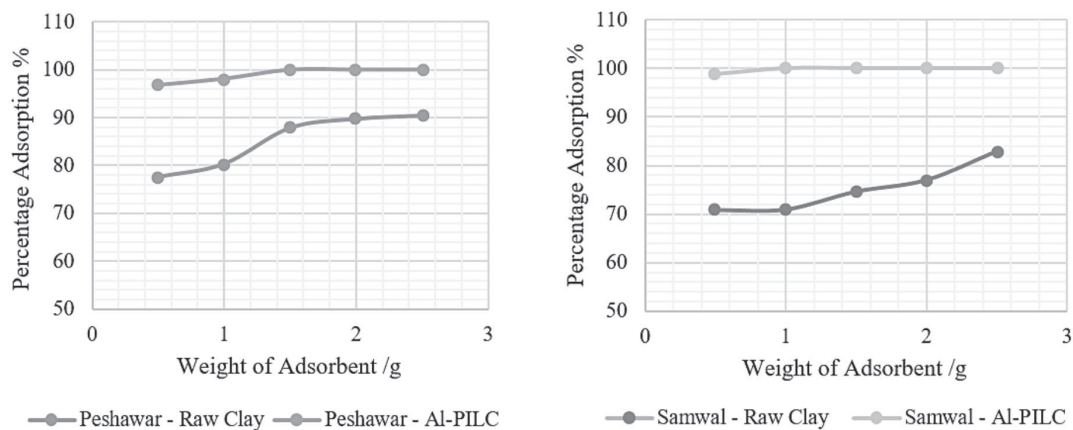 Percentage Adsorption %
110
100
90
80
70
60
50
0
1
2
3
Weight of Adsorbent /g
Peshawar - Raw Clay
Peshawar - Al-PILC
Percentage Adsorption %
110
100
90
80
70
60
50
0
1
2
3
Weight of Adsorbent /g
Samwal - Raw Clay
Samwal - Al-PILC